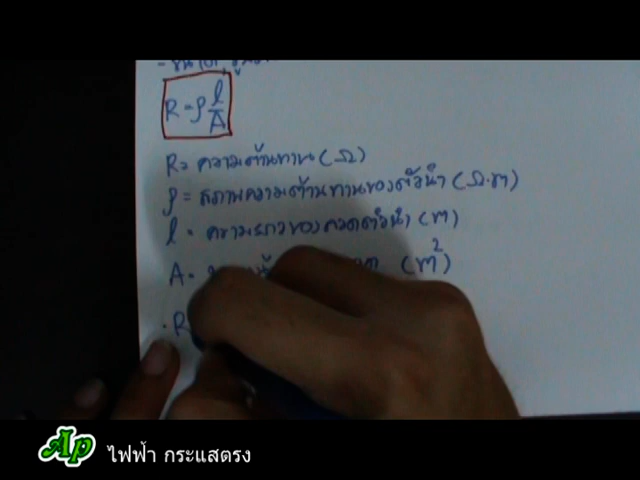 R = ρ l/A
R = ความต้านทาน (Ω)
ρ = สภาพความต้านทานของตัวนำ (Ω.m)
l = ความยาวของลวดตัวนำ (m)
A = (m²)
. R
Ap ไฟฟ้า กระแสตรง